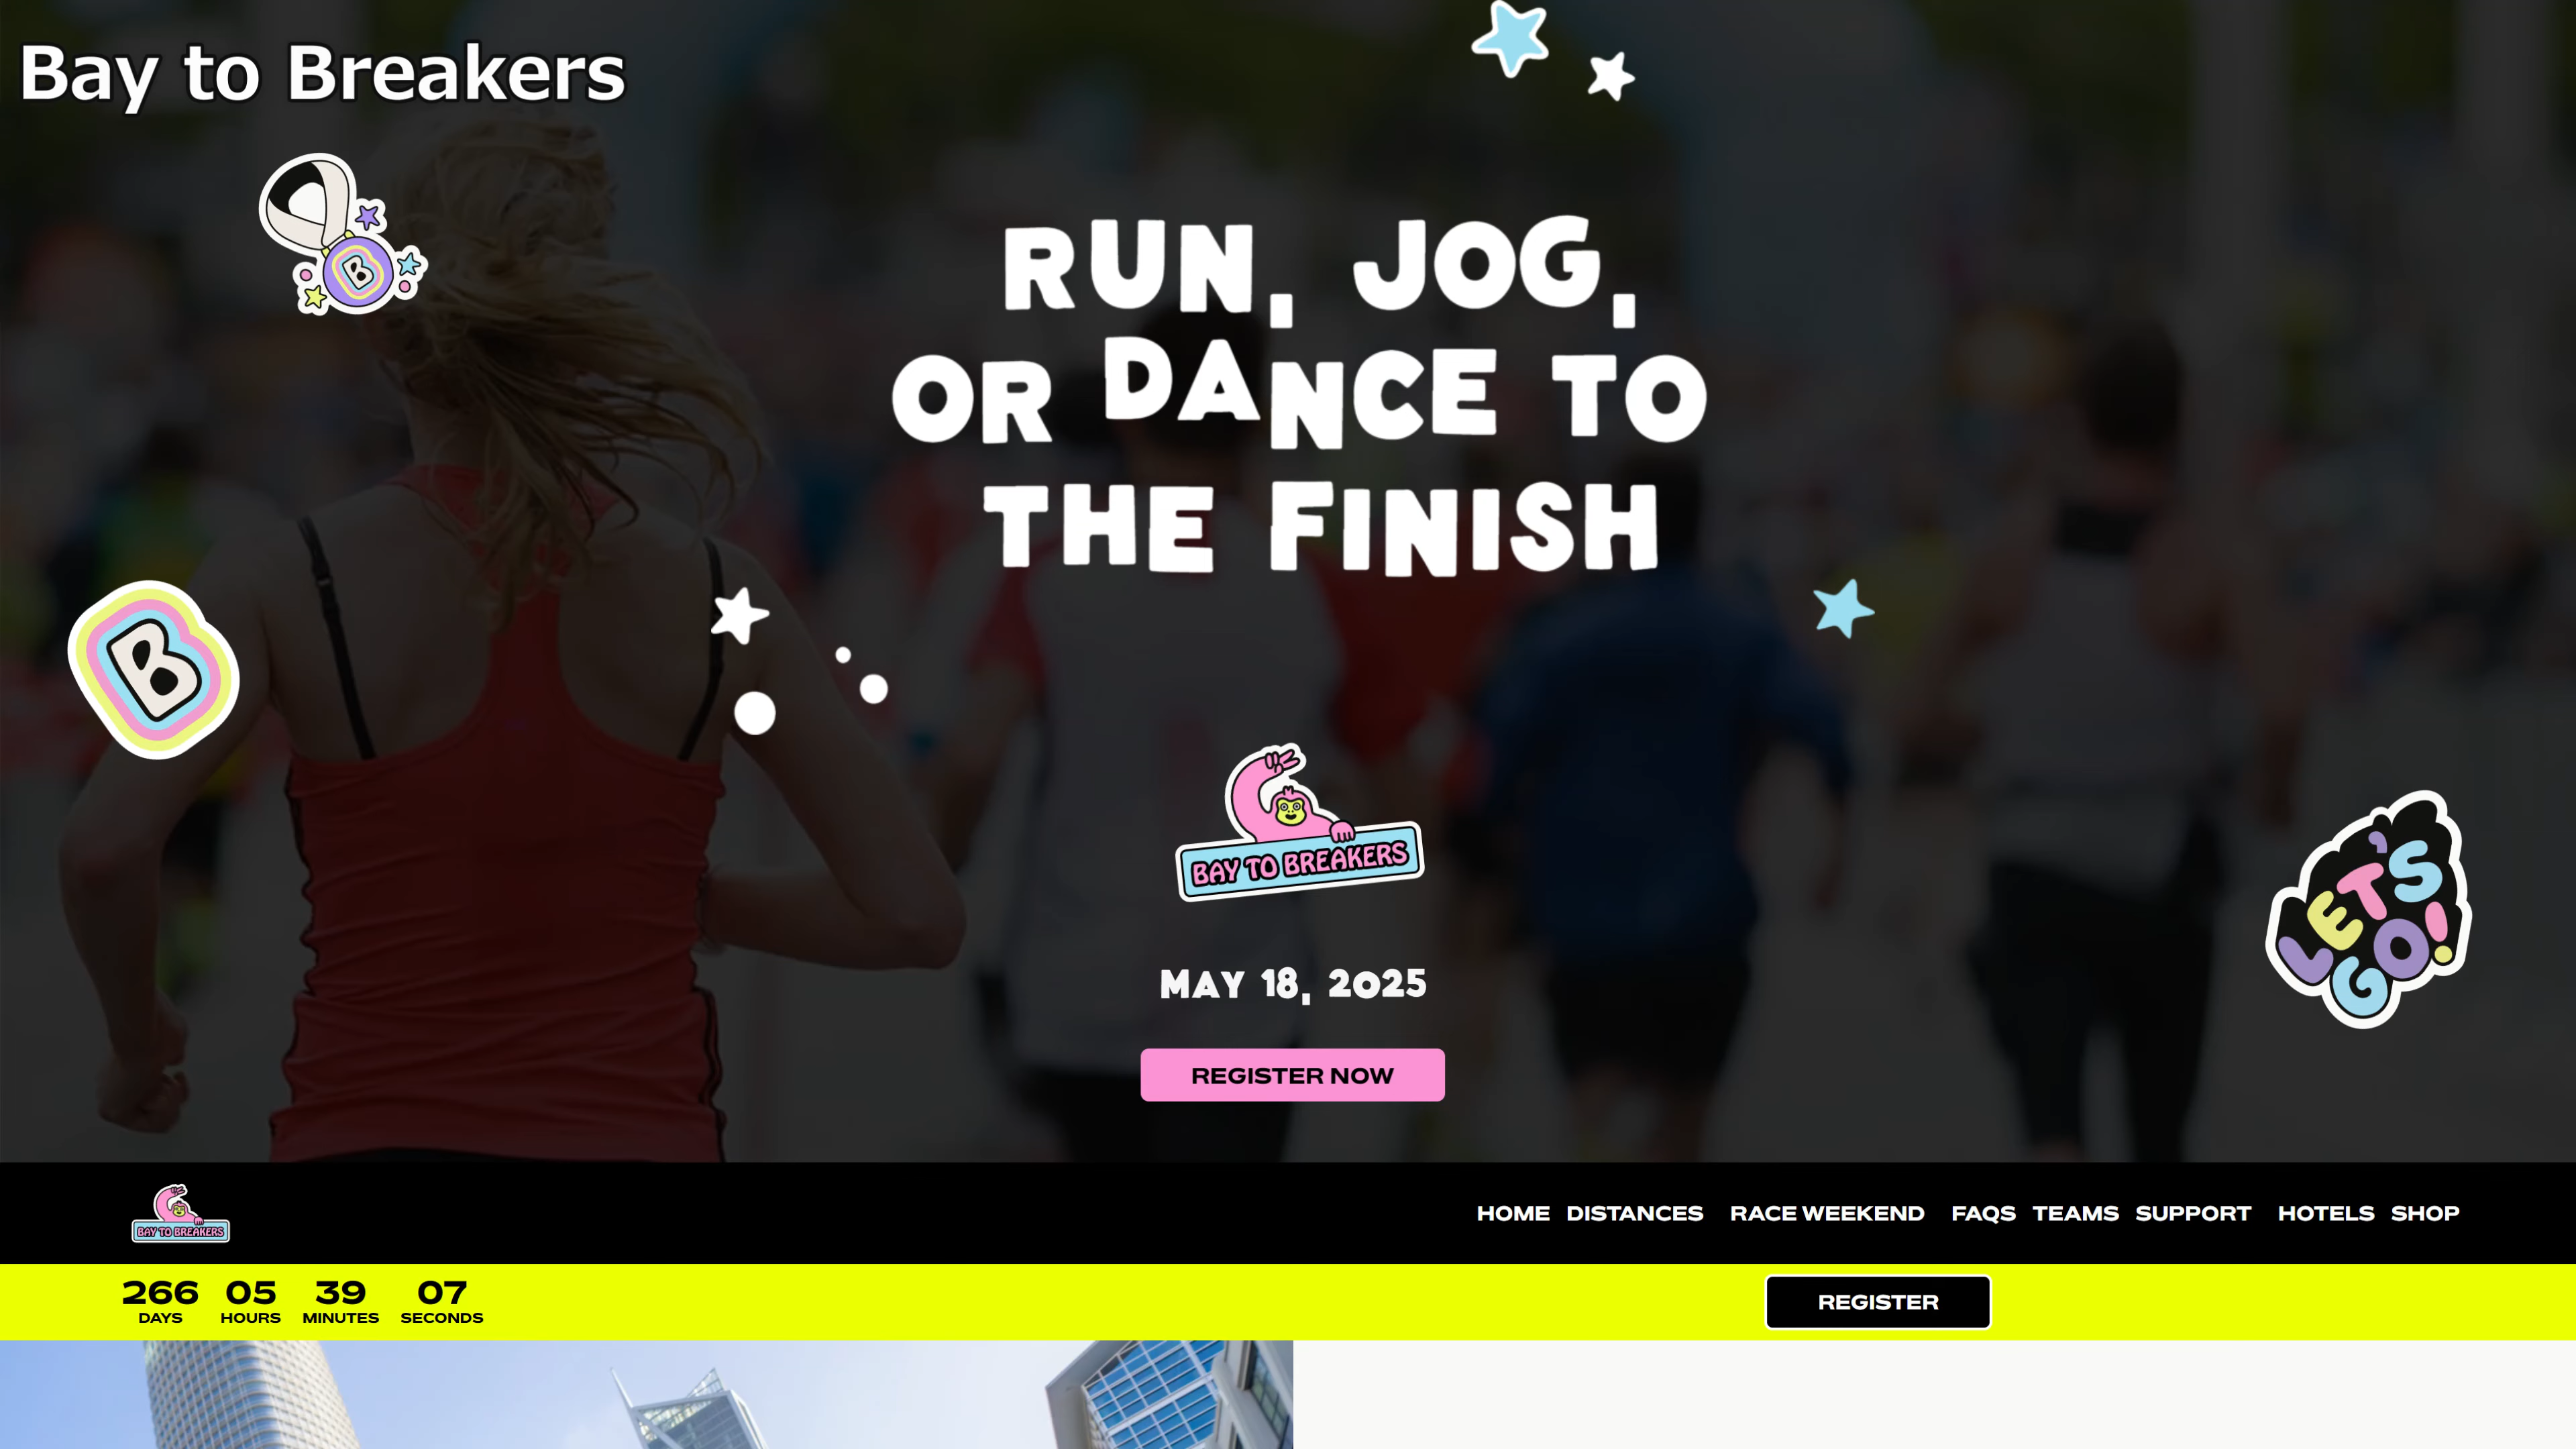 Bay to Breakers
B
RUN, JOG,
OR DANCE TO
THE FINISH
B
BAY TO BREAKERS
LET'S
GO!
MAY 18, 2025
REGISTER NOW
BAY TO BREAKERS
HOME DISTANCES RACE WEEKEND FAQS TEAMS SUPPORT HOTELS SHOP
266 05 39 07
DAYS HOURS MINUTES SECONDS
REGISTER